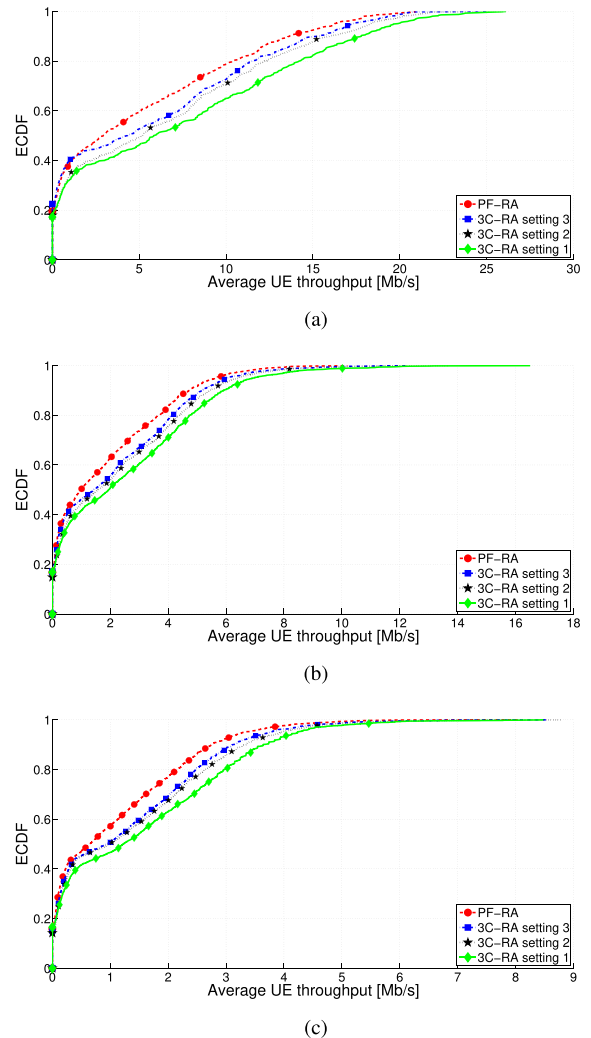 1
0.8
0.6
0.4
0.2
0
ECDF
0 5 10 15 20 25 30
Average UE throughput [Mb/s]
PF-RA
3C-RA setting 3
3C-RA setting 2
3C-RA setting 1
(a)
1
0.8
0.6
0.4
0.2
0
ECDF
0 2 4 6 8 10 12 14 16 18
Average UE throughput [Mb/s]
PF-RA
3C-RA setting 3
3C-RA setting 2
3C-RA setting 1
(b)
1
0.8
0.6
0.4
0.2
0
ECDF
0 1 2 3 4 5 6 7 8 9
Average UE throughput [Mb/s]
PF-RA
3C-RA setting 3
3C-RA setting 2
3C-RA setting 1
(c)